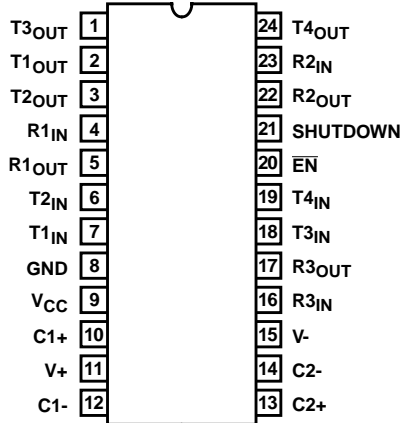 T3OUT 1 24 T4OUT
T1OUT 2 23 R2IN
T2OUT 3 22 R2OUT
R1IN 4 21 SHUTDOWN
R1OUT 5 20 E̅N̅
T2IN 6 19 T4IN
T1IN 7 18 T3IN
GND 8 17 R3OUT
VCC 9 16 R3IN
C1+ 10 15 V-
V+ 11 14 C2-
C1- 12 13 C2+